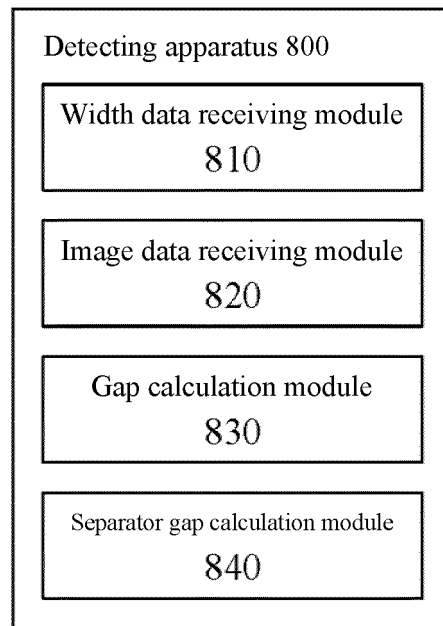 Detecting apparatus 800
Width data receiving module
810
Image data receiving module
820
Gap calculation module
830
Separator gap calculation module
840